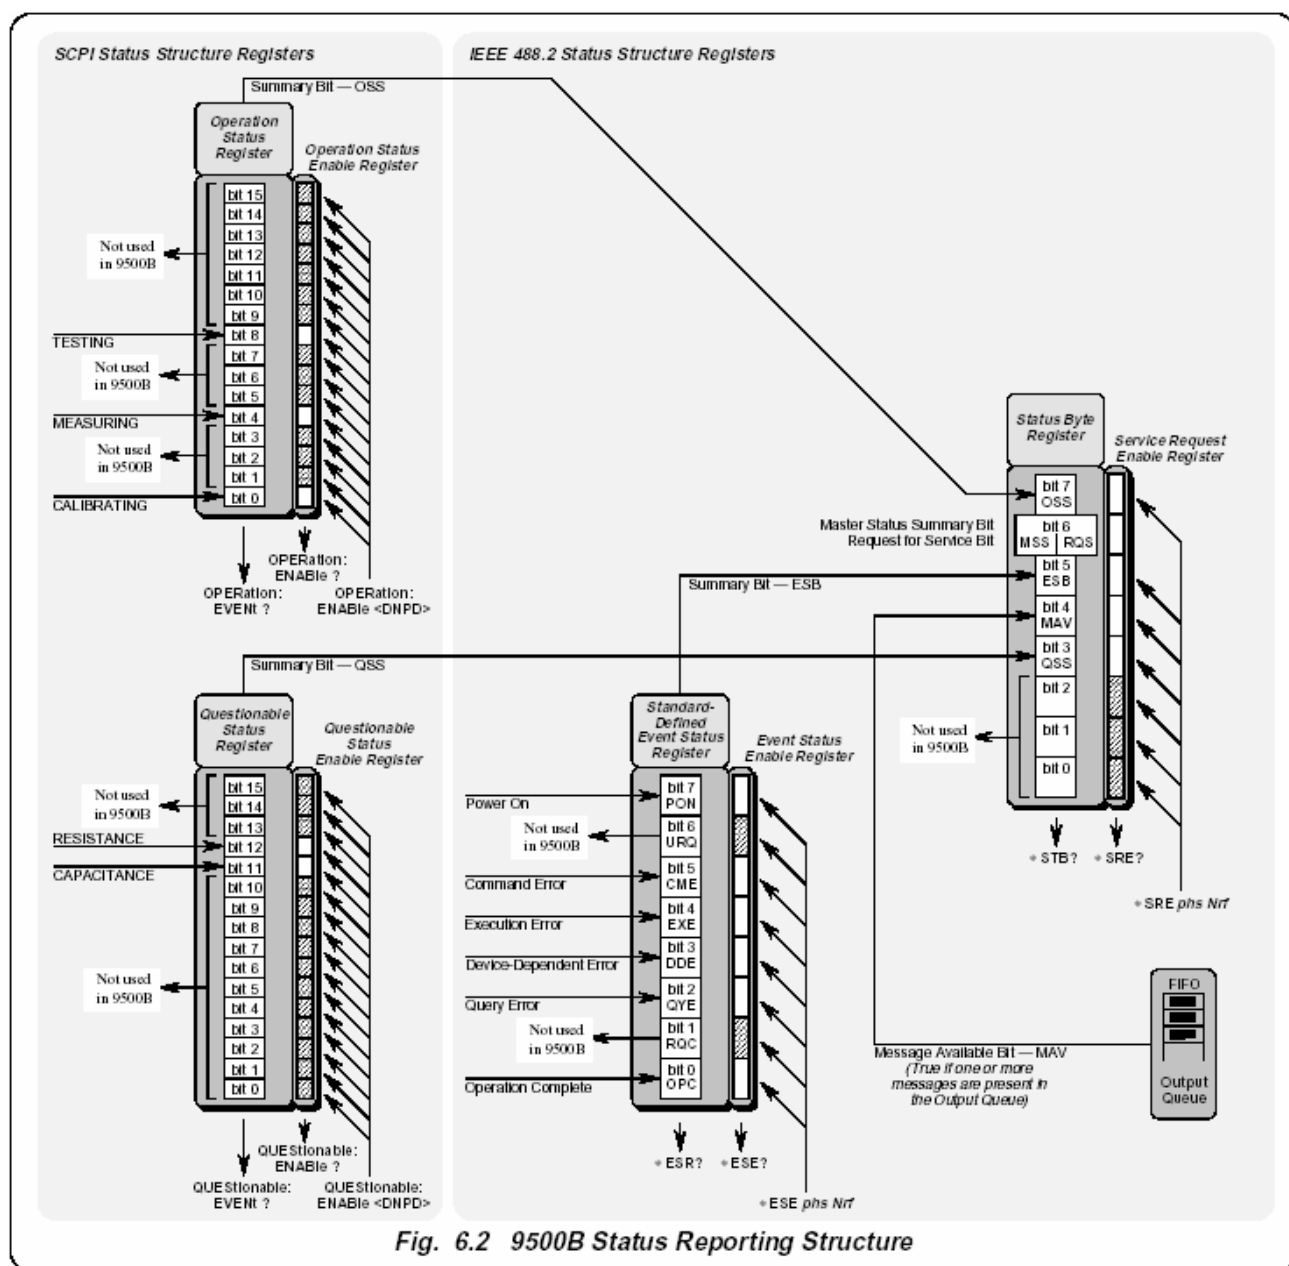 SCPI Status Structure Registers
IEEE 488.2 Status Structure Registers
Summary Bit — OSS
Operation
Status
Register
Operation Status
Enable Register
bit 15
bit 14
bit 13
bit 12
bit 11
bit 10
bit 9
bit 8
bit 7
bit 6
bit 5
bit 4
bit 3
bit 2
bit 1
bit 0
Not used
in 9500B
TESTING
Not used
in 9500B
MEASURING
Not used
in 9500B
CALIBRATING
OPERation:
ENABle ?
OPERation:
EVENt ?
OPERation:
ENABle <DNPD>
Summary Bit — QSS
Questionable
Status
Register
Questionable
Status
Enable Register
bit 15
bit 14
bit 13
bit 12
bit 11
bit 10
bit 9
bit 8
bit 7
bit 6
bit 5
bit 4
bit 3
bit 2
bit 1
bit 0
Not used
in 9500B
RESISTANCE
CAPACITANCE
Not used
in 9500B
QUEStionable:
ENABle ?
QUEStionable:
EVENt ?
QUEStionable:
ENABle <DNPD>
Summary Bit — ESB
Standard-
Defined
Event Status
Register
Event Status
Enable Register
bit 7
PON
bit 6
URQ
bit 5
CME
bit 4
EXE
bit 3
DDE
bit 2
QYE
bit 1
RQC
bit 0
OPC
Power On
Not used
in 9500B
Command Error
Execution Error
Device-Dependent Error
Query Error
Not used
in 9500B
Operation Complete
* ESR?
* ESE?
* ESE phs Nrf
Status Byte
Register
Service Request
Enable Register
bit 7
OSS
bit 6
MSS RQS
bit 5
ESB
bit 4
MAV
bit 3
QSS
bit 2
bit 1
bit 0
Master Status Summary Bit
Request for Service Bit
Not used
in 9500B
* STB?
* SRE?
* SRE phs Nrf
FIFO
Output
Queue
Message Available Bit — MAV
(True if one or more
messages are present in
the Output Queue)
Fig. 6.2 9500B Status Reporting Structure